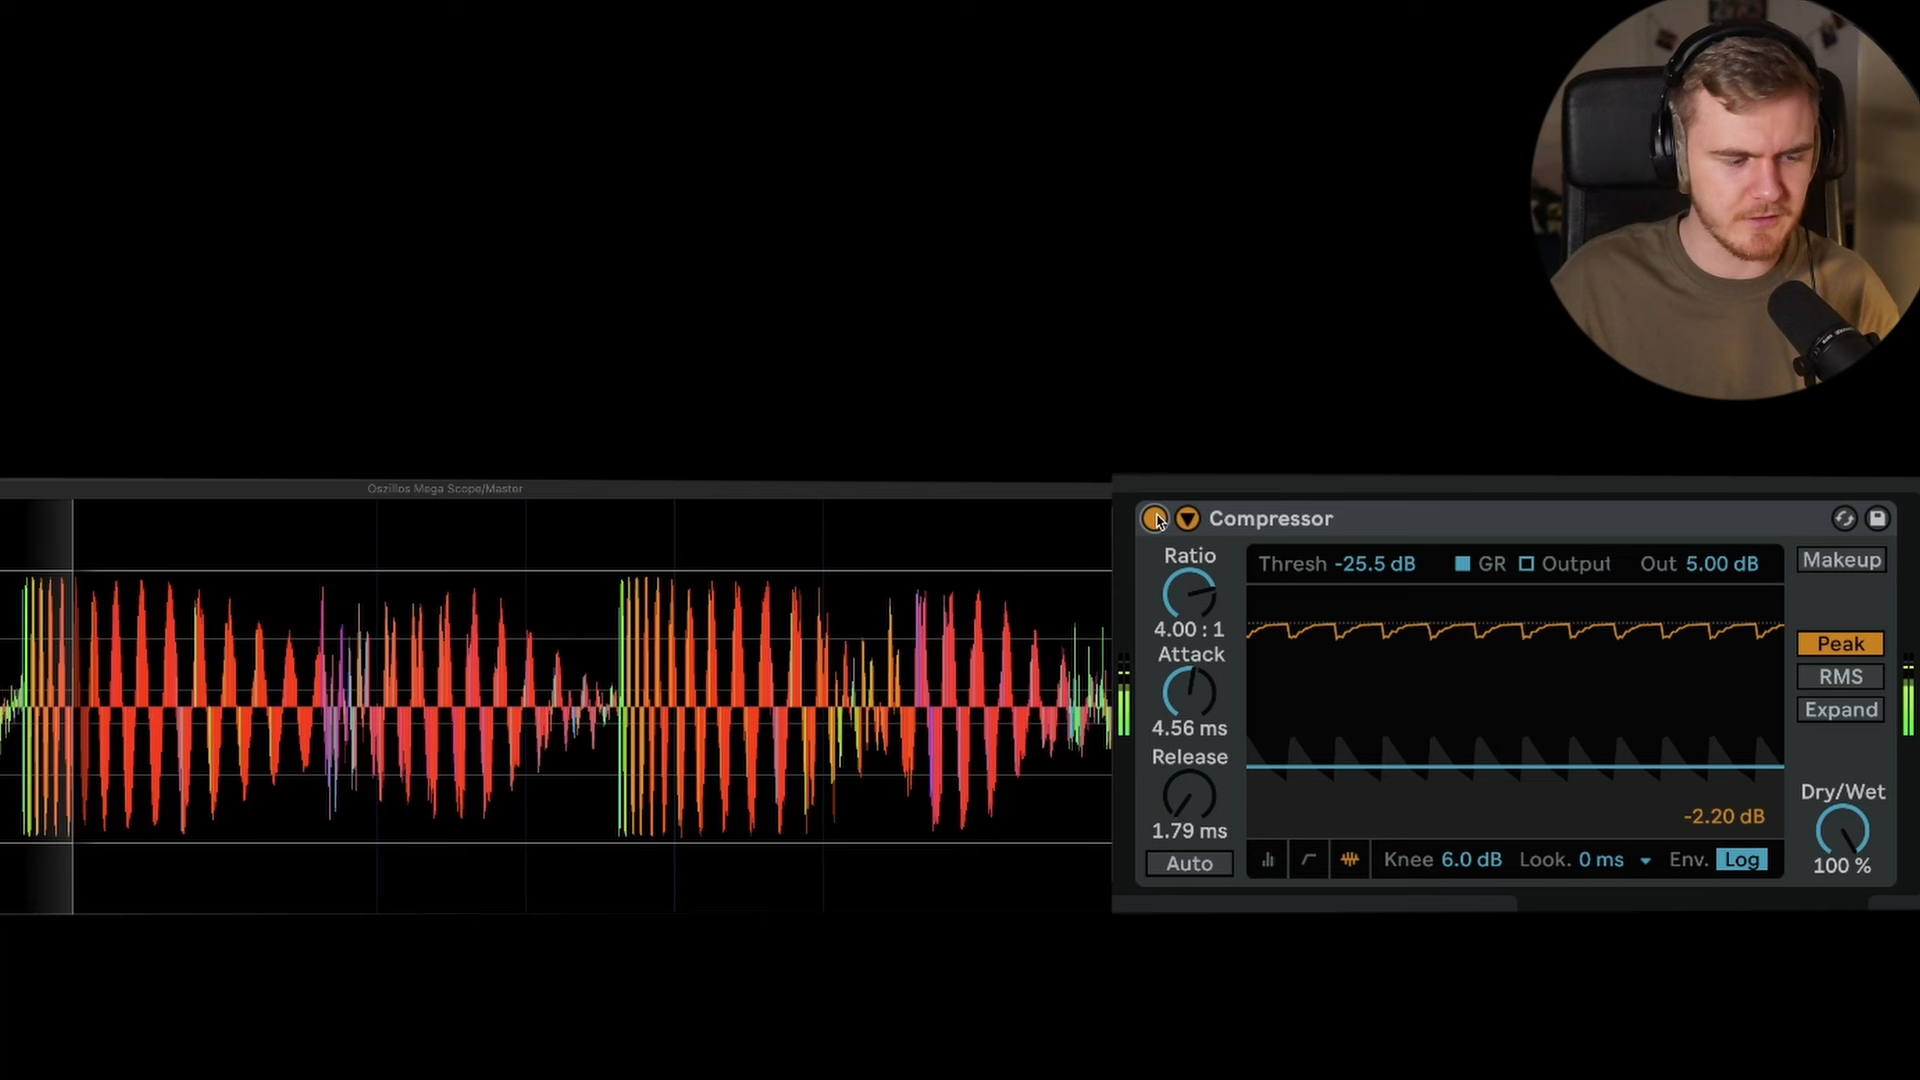 Oszillos Mega Scope/Master
Compressor
Ratio
4.00 : 1
Attack
4.56 ms
Release
1.79 ms
Auto
Thresh -25.5 dB GR Output Out 5.00 dB
-2.20 dB
Knee 6.0 dB Look. 0 ms Env. Log
Makeup
Peak
RMS
Expand
Dry/Wet
100 %